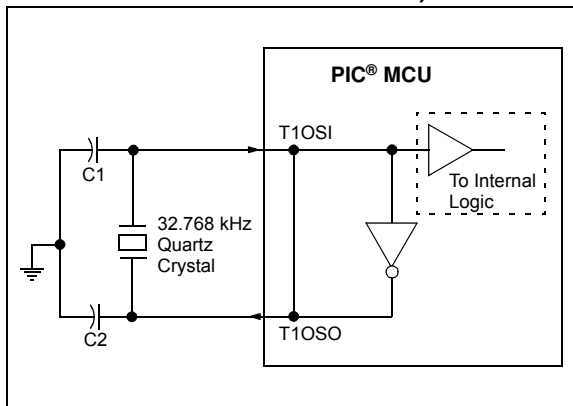 PIC® MCU
T1OSI
C1
To Internal
Logic
32.768 kHz
Quartz
Crystal
C2
T1OSO